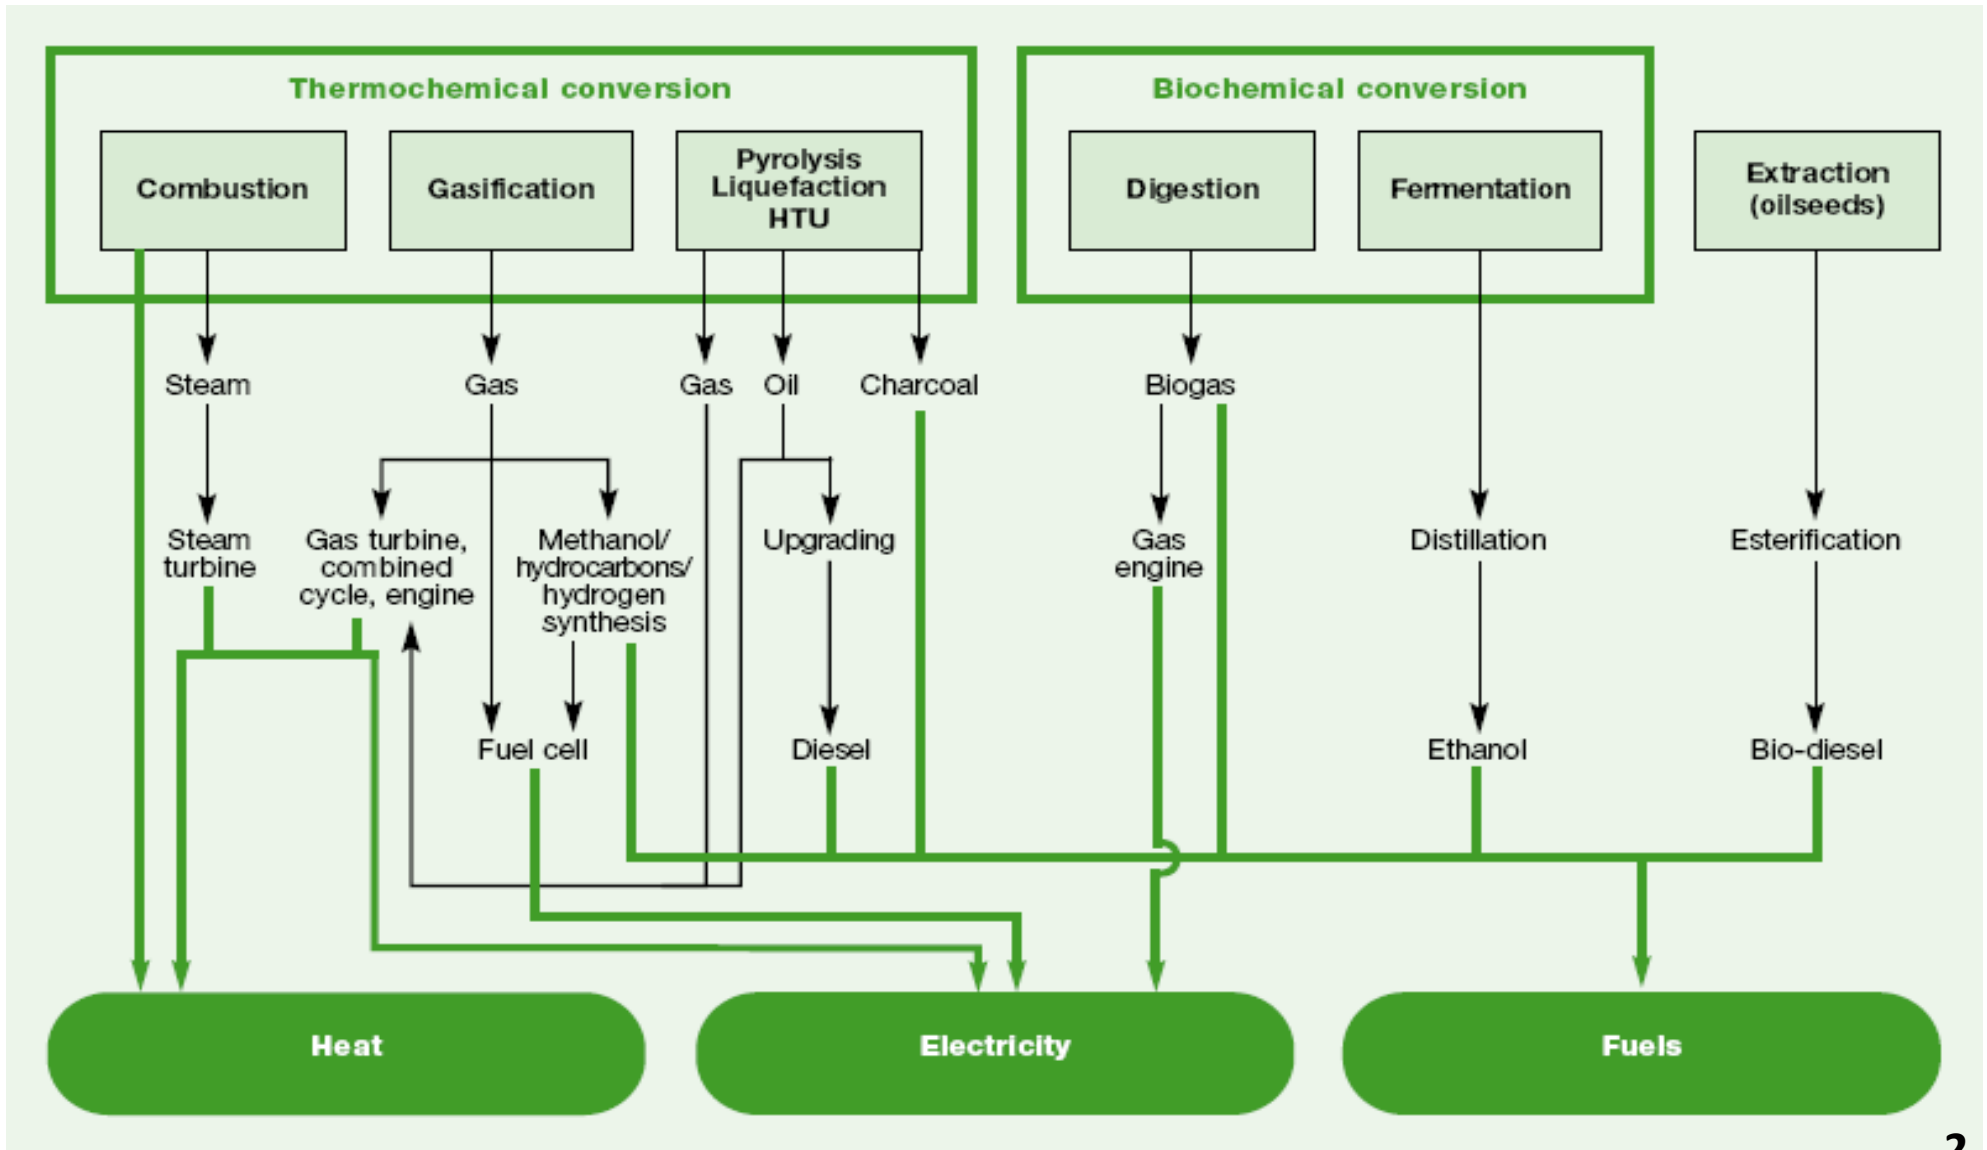 Thermochemical conversion
Biochemical conversion
Combustion
Gasification
Pyrolysis
Liquefaction
HTU
Digestion
Fermentation
Extraction
(oilseeds)
Steam
Gas
Gas
Oil
Charcoal
Biogas
Steam
turbine
Gas turbine,
combined
cycle, engine
Methanol/
hydrocarbons/
hydrogen
synthesis
Upgrading
Gas
engine
Distillation
Esterification
Fuel cell
Diesel
Ethanol
Bio-diesel
Heat
Electricity
Fuels